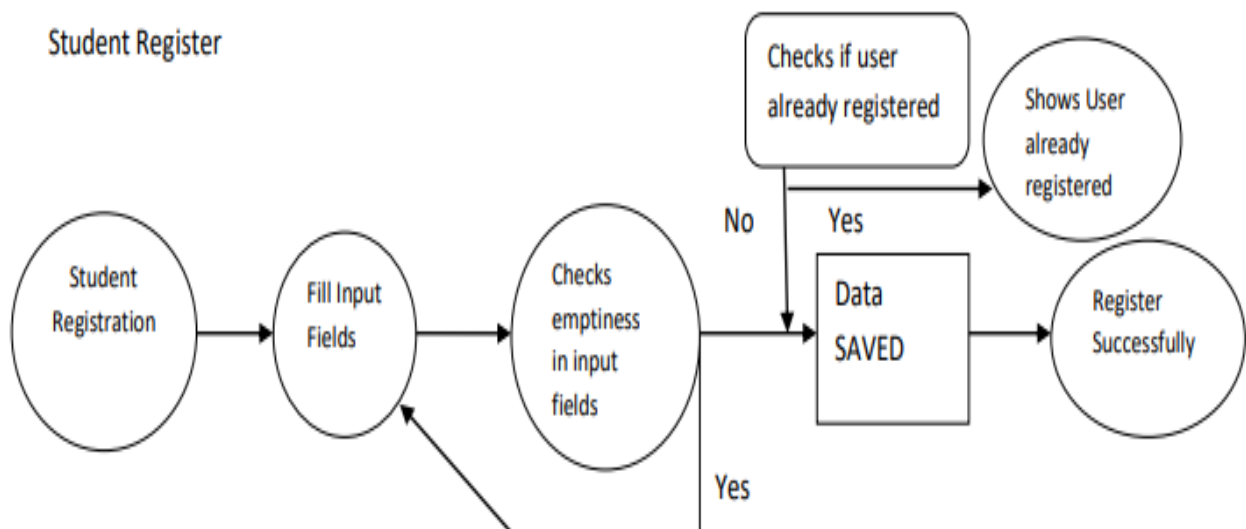 Student Register
Checks if user
already registered
Shows User
already
registered
No
Yes
Student
Registration
Fill Input
Fields
Checks
emptiness
in input
fields
Data
SAVED
Register
Successfully
Yes